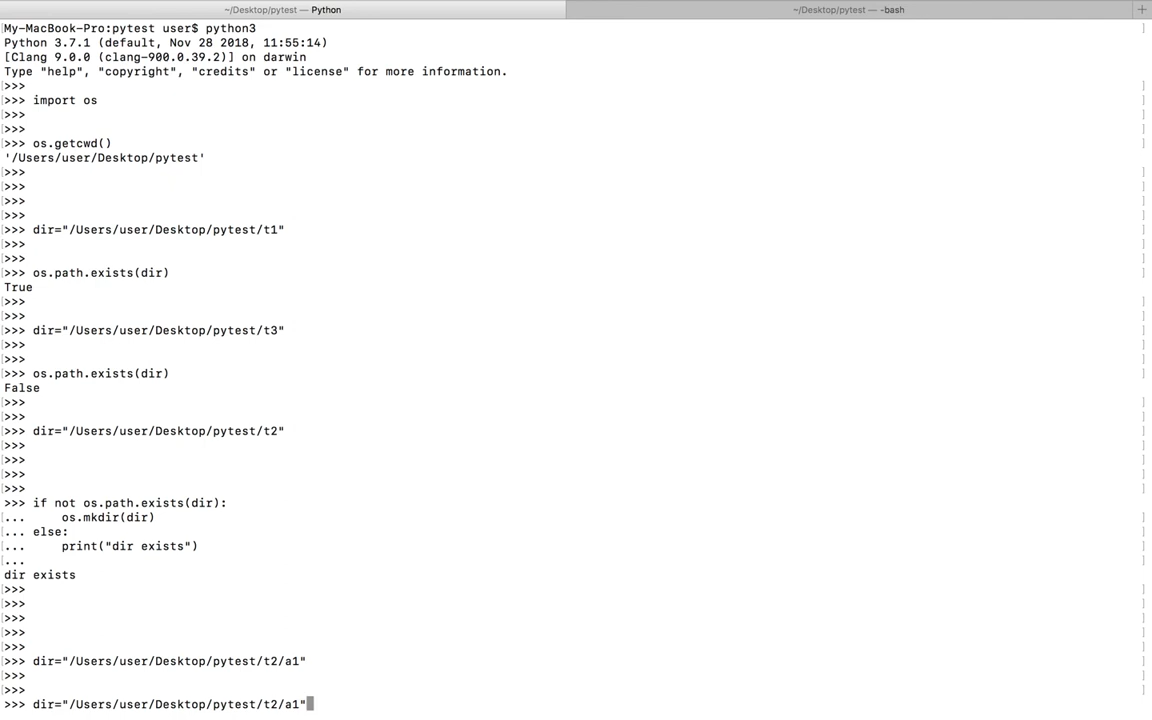 ~/Desktop/pytest — Python
~/Desktop/pytest — -bash
+
My-MacBook-Pro:pytest user$ python3
Python 3.7.1 (default, Nov 28 2018, 11:55:14)
[Clang 9.0.0 (clang-900.0.39.2)] on darwin
Type "help", "copyright", "credits" or "license" for more information.
>>>
>>> import os
>>>
>>>
>>> os.getcwd()
'/Users/user/Desktop/pytest'
>>>
>>>
>>>
>>>
>>> dir="/Users/user/Desktop/pytest/t1"
>>>
>>>
>>> os.path.exists(dir)
True
>>>
>>>
>>> dir="/Users/user/Desktop/pytest/t3"
>>>
>>>
>>> os.path.exists(dir)
False
>>>
>>>
>>> dir="/Users/user/Desktop/pytest/t2"
>>>
>>>
>>>
>>>
>>> if not os.path.exists(dir):
...     os.mkdir(dir)
... else:
...     print("dir exists")
...
dir exists
>>>
>>>
>>>
>>>
>>>
>>> dir="/Users/user/Desktop/pytest/t2/a1"
>>>
>>>
>>> dir="/Users/user/Desktop/pytest/t2/a1"